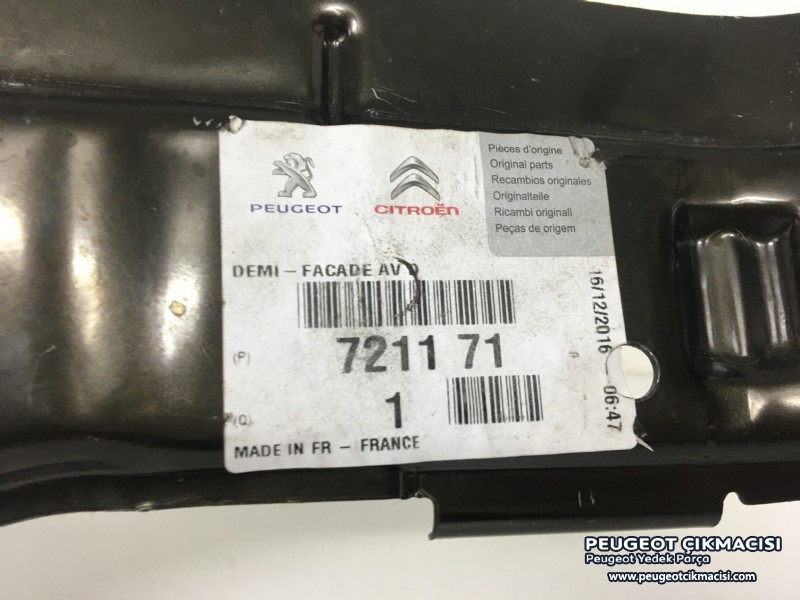 PEUGEOT
CITROËN
Pièces d'origine
Original parts
Recambios originales
Originalteile
Ricambi originali
Peças de origem
DEMI - FACADE AV D
(P) 7211 71
(Q) 1
MADE IN FR - FRANCE
16/12/2016 06:47
PEUGEOT ÇIKMACISI
Peugeot Yedek Parça
www.peugeotcikmacisi.com